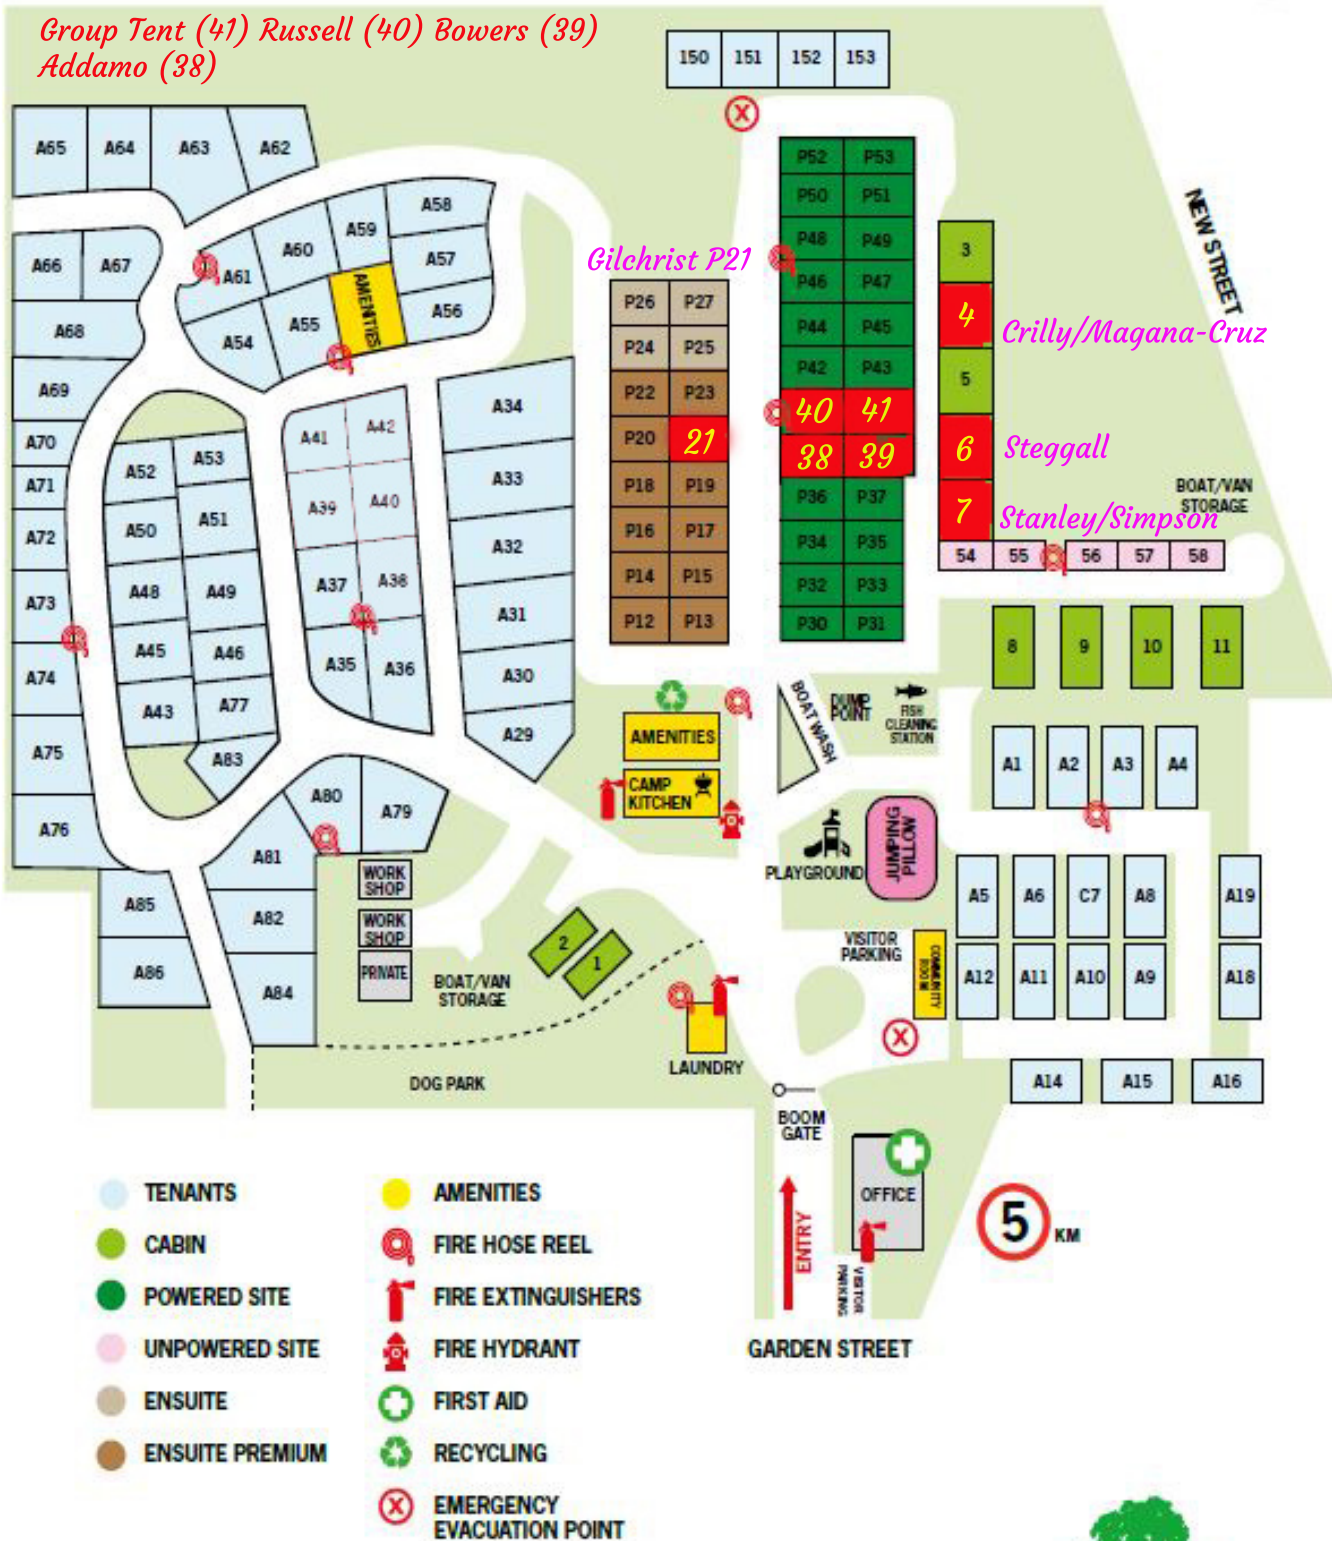 Group Tent (41) Russell (40) Bowers (39)
Addamo (38)
150 151 152 153
A65 A64 A63 A62
P52 P53
P50 P51
P48 P49
P46 P47
P44 P45
P42 P43
40 41
38 39
P36 P37
P34 P35
P32 P33
P30 P31
NEW STREET
A58
A59
A60
A57
A61
A56
A55
A54
AMENITIES
A66 A67
A68
A69
A70
A71
A72
A73
A74
A75
A76
Gilchrist P21
P26 P27
P24 P25
P22 P23
P20 21
P18 P19
P16 P17
P14 P15
P12 P13
3
4 Crilly/Magana-Cruz
5
6 Steggall
7 Stanley/Simpson
BOAT/VAN
STORAGE
54 55 56 57 58
A52 A53
A50 A51
A48 A49
A45 A46
A43 A77
A83
A41 A42
A39 A40
A37 A38
A35 A36
A34
A33
A32
A31
A30
A29
8 9 10 11
AMENITIES
CAMP
KITCHEN
BOAT WASH
DUMP
POINT
FISH
CLEANING
STATION
A1 A2 A3 A4
A80 A79
A81
A82
A84
A85
A86
WORK
SHOP
WORK
SHOP
PRIVATE
BOAT/VAN
STORAGE
2
1
PLAYGROUND
JUMPING
PILLOW
VISITOR
PARKING
COMMUNITY
ROOM
A5 A6 C7 A8 A19
A12 A11 A10 A9 A18
A14 A15 A16
LAUNDRY
DOG PARK
BOOM
GATE
OFFICE
ENTRY
VISITOR
PARKING
5 KM
GARDEN STREET
TENANTS
CABIN
POWERED SITE
UNPOWERED SITE
ENSUITE
ENSUITE PREMIUM
AMENITIES
FIRE HOSE REEL
FIRE EXTINGUISHERS
FIRE HYDRANT
FIRST AID
RECYCLING
EMERGENCY
EVACUATION POINT